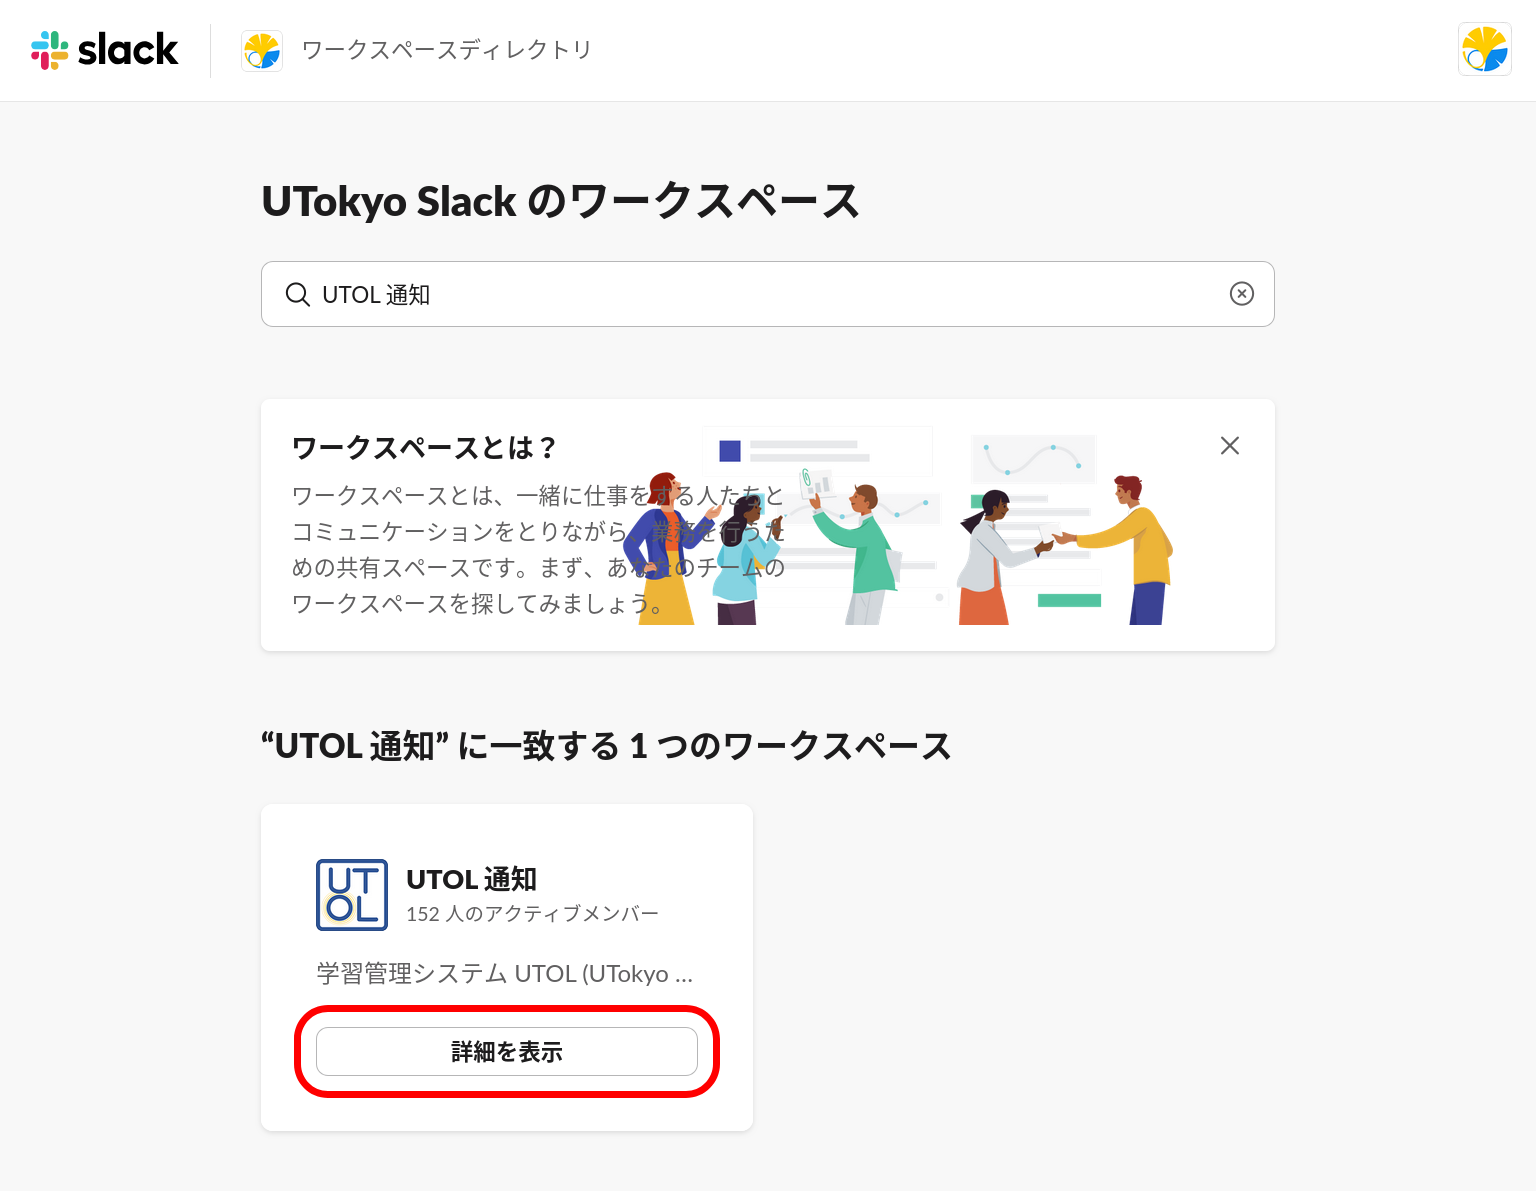 slack
ワークスペースディレクトリ
UTokyo Slack のワークスペース
UTOL 通知
ワークスペースとは？
ワークスペースとは、一緒に仕事をする人たちと
コミュニケーションをとりながら、業務を行うた
めの共有スペースです。まず、あなたのチームの
ワークスペースを探してみましょう。
“UTOL 通知” に一致する 1 つのワークスペース
UT
OL
UTOL 通知
152 人のアクティブメンバー
学習管理システム UTOL (UTokyo ...
詳細を表示